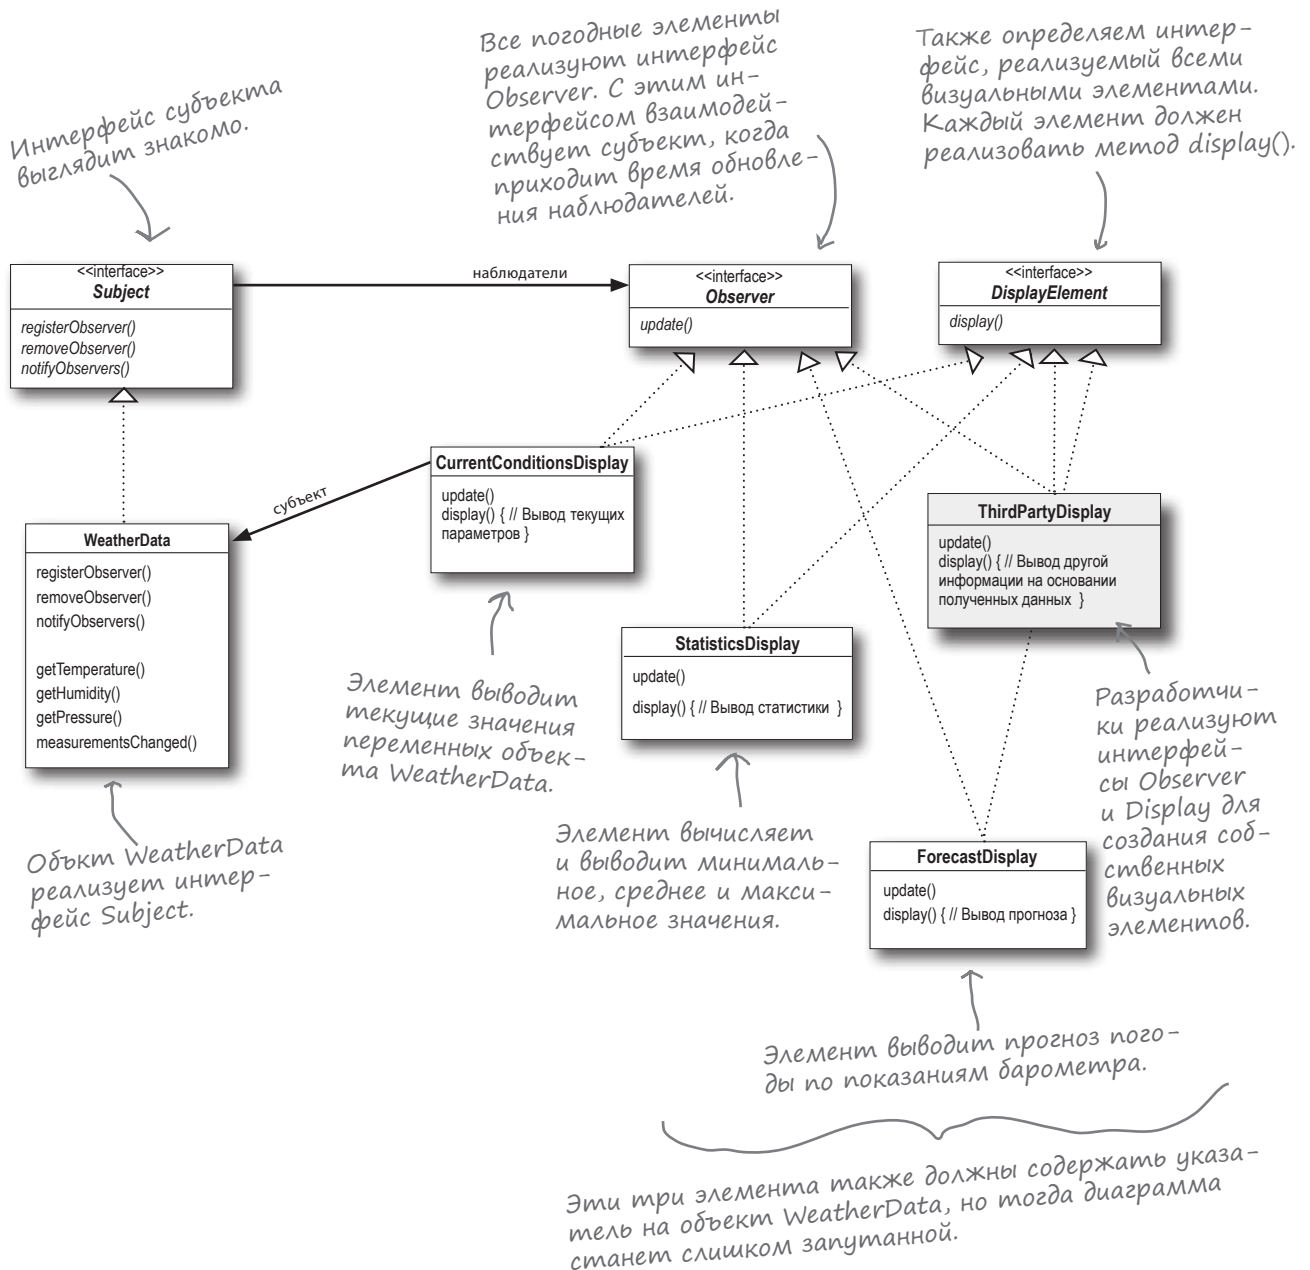 Интерфейс субъекта
выглядит знакомо.
Все погодные элементы
реализуют интерфейс
Observer. С этим ин-
терфейсом взаимодей-
ствует субъект, когда
приходит время обновле-
ния наблюдателей.
Также определяем интер-
фейс, реализуемый всеми
визуальными элементами.
Каждый элемент должен
реализовать метод display().
<<interface>>
Subject
registerObserver()
removeObserver()
notifyObservers()
наблюдатели
<<interface>>
Observer
update()
<<interface>>
DisplayElement
display()
субъект
CurrentConditionsDisplay
update()
display() { // Вывод текущих
параметров }
WeatherData
registerObserver()
removeObserver()
notifyObservers()
getTemperature()
getHumidity()
getPressure()
measurementsChanged()
ThirdPartyDisplay
update()
display() { // Вывод другой
информации на основании
полученных данных }
StatisticsDisplay
update()
display() { // Вывод статистики }
Элемент выводит
текущие значения
переменных объек-
та WeatherData.
Разработчи-
ки реализуют
интерфей-
сы Observer
и Display для
создания соб-
ственных
визуальных
элементов.
Объкт WeatherData
реализует интер-
фейс Subject.
Элемент вычисляет
и выводит минималь-
ное, среднее и макси-
мальное значения.
ForecastDisplay
update()
display() { // Вывод прогноза }
Элемент выводит прогноз пого-
ды по показаниям барометра.
Эти три элемента также должны содержать указа-
тель на объект WeatherData, но тогда диаграмма
станет слишком запутанной.